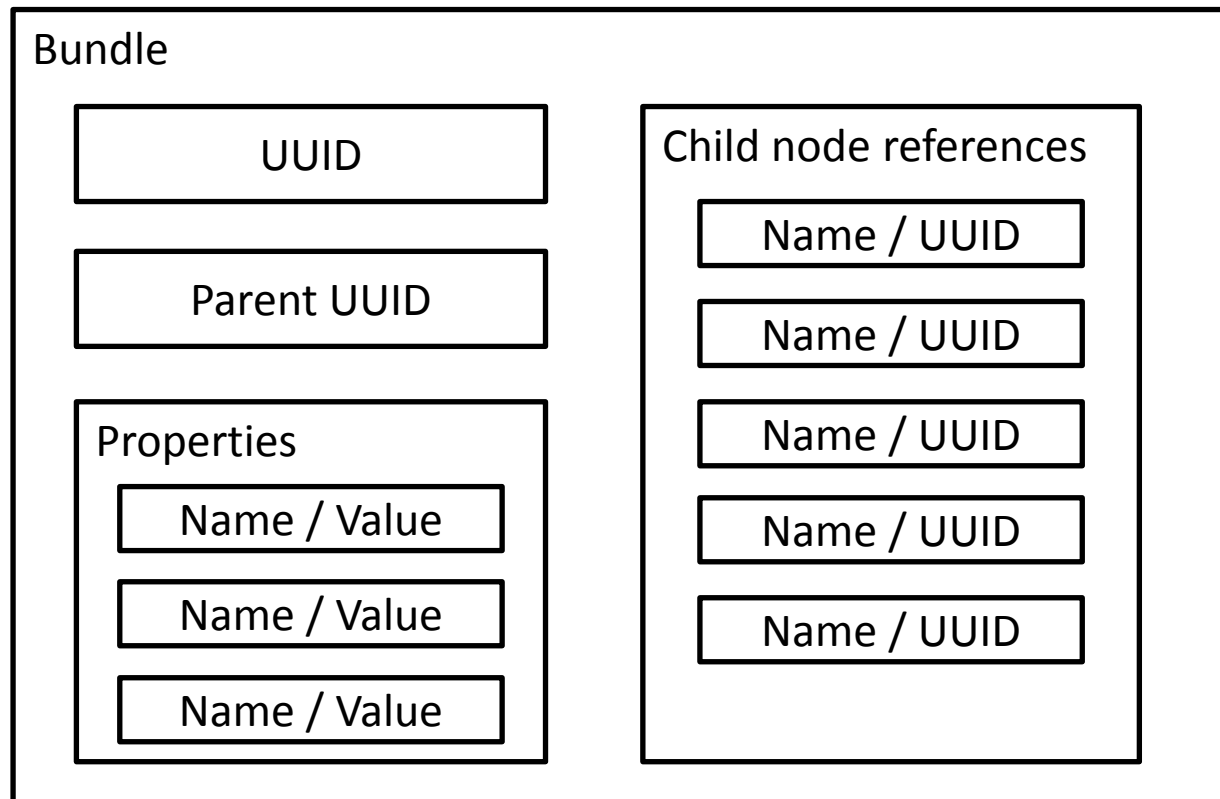 Bundle
UUID
Parent UUID
Properties
Name / Value
Name / Value
Name / Value
Child node references
Name / UUID
Name / UUID
Name / UUID
Name / UUID
Name / UUID